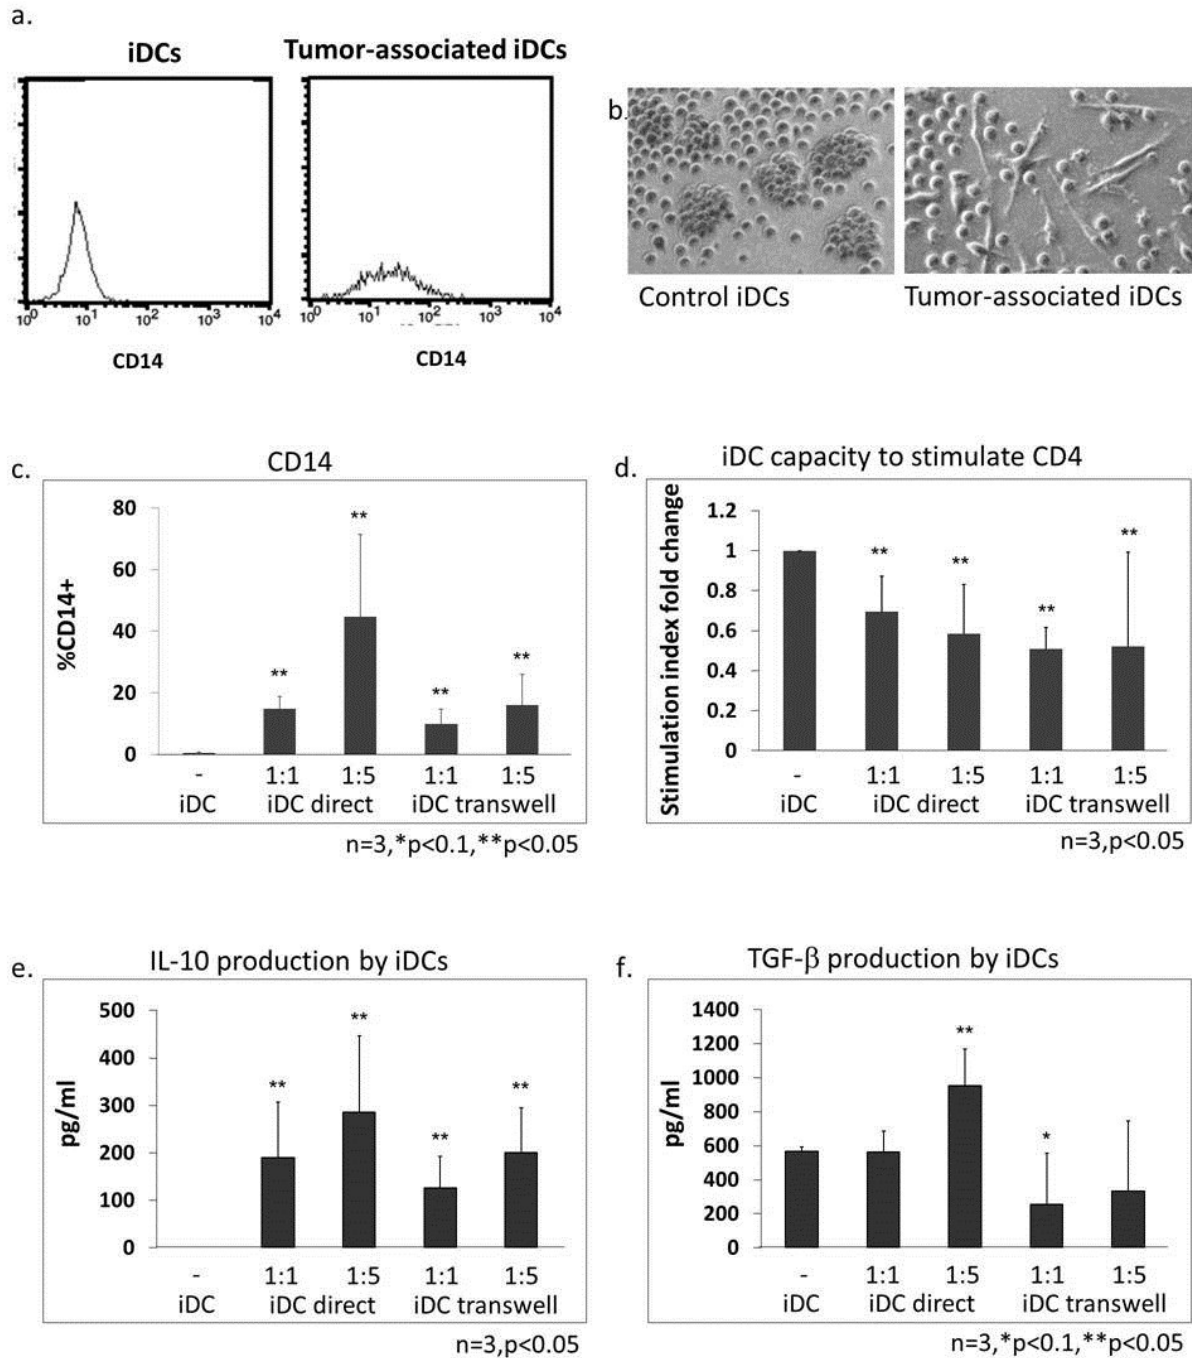 a.
iDCs
Tumor-associated iDCs
10⁰ 10¹ 10² 10³ 10⁴
CD14
10⁰ 10¹ 10² 10³ 10⁴
CD14
b.
Control iDCs
Tumor-associated iDCs
c.
CD14
%CD14+
80
60
40
20
0
** ** ** **
- 1:1 1:5 1:1 1:5
iDC iDC direct iDC transwell
n=3,*p<0.1,**p<0.05
d.
iDC capacity to stimulate CD4
Stimulation index fold change
1.2
1
0.8
0.6
0.4
0.2
0
** ** ** **
- 1:1 1:5 1:1 1:5
iDC iDC direct iDC transwell
n=3,p<0.05
e.
IL-10 production by iDCs
pg/ml
500
400
300
200
100
0
** ** ** **
- 1:1 1:5 1:1 1:5
iDC iDC direct iDC transwell
n=3,p<0.05
f.
TGF-β production by iDCs
pg/ml
1400
1200
1000
800
600
400
200
0
** *
- 1:1 1:5 1:1 1:5
iDC iDC direct iDC transwell
n=3,*p<0.1,**p<0.05